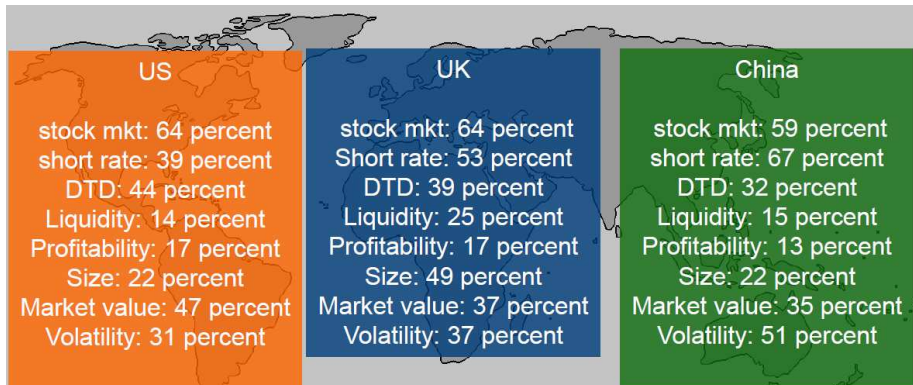 US
stock mkt: 64 percent
short rate: 39 percent
DTD: 44 percent
Liquidity: 14 percent
Profitability: 17 percent
Size: 22 percent
Market value: 47 percent
Volatility: 31 percent
UK
stock mkt: 64 percent
Short rate: 53 percent
DTD: 39 percent
Liquidity: 25 percent
Profitability: 17 percent
Size: 49 percent
Market value: 37 percent
Volatility: 37 percent
China
stock mkt: 59 percent
short rate: 67 percent
DTD: 32 percent
Liquidity: 15 percent
Profitability: 13 percent
Size: 22 percent
Market value: 35 percent
Volatility: 51 percent